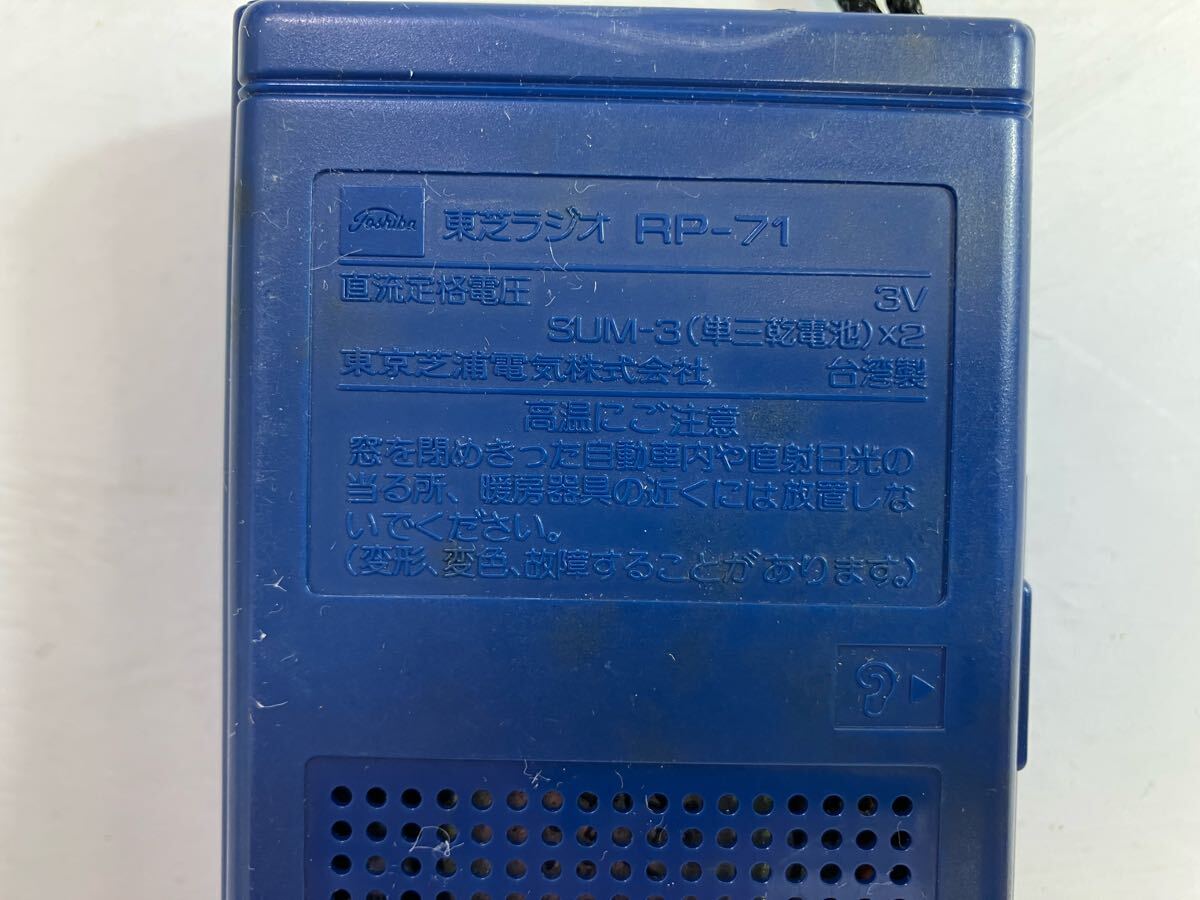 Toshiba 東芝ラジオ RP-71
直流定格電圧 3V
SUM-3(単三乾電池)×2
東京芝浦電気株式会社 台湾製
高温にご注意
窓を閉めきった自動車内や直射日光の
当る所、暖房器具の近くには放置しな
いでください。
(変形、変色、故障することがあります。)